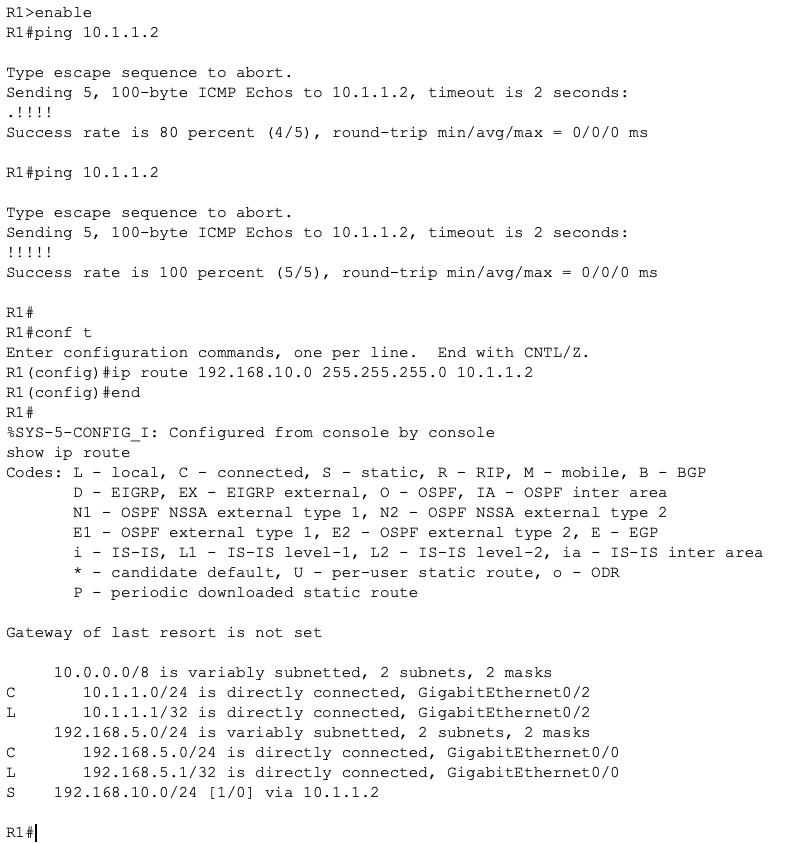 R1>enable
R1#ping 10.1.1.2
Type escape sequence to abort.
Sending 5, 100-byte ICMP Echos to 10.1.1.2, timeout is 2 seconds:
.!!!!
Success rate is 80 percent (4/5), round-trip min/avg/max = 0/0/0 ms
R1#ping 10.1.1.2
Type escape sequence to abort.
Sending 5, 100-byte ICMP Echos to 10.1.1.2, timeout is 2 seconds:
!!!!!
Success rate is 100 percent (5/5), round-trip min/avg/max = 0/0/0 ms
R1#
R1#conf t
Enter configuration commands, one per line.  End with CNTL/Z.
R1(config)#ip route 192.168.10.0 255.255.255.0 10.1.1.2
R1(config)#end
R1#
%SYS-5-CONFIG_I: Configured from console by console
show ip route
Codes: L - local, C - connected, S - static, R - RIP, M - mobile, B - BGP
       D - EIGRP, EX - EIGRP external, O - OSPF, IA - OSPF inter area
       N1 - OSPF NSSA external type 1, N2 - OSPF NSSA external type 2
       E1 - OSPF external type 1, E2 - OSPF external type 2, E - EGP
       i - IS-IS, L1 - IS-IS level-1, L2 - IS-IS level-2, ia - IS-IS inter area
       * - candidate default, U - per-user static route, o - ODR
       P - periodic downloaded static route
Gateway of last resort is not set
     10.0.0.0/8 is variably subnetted, 2 subnets, 2 masks
C       10.1.1.0/24 is directly connected, GigabitEthernet0/2
L       10.1.1.1/32 is directly connected, GigabitEthernet0/2
     192.168.5.0/24 is variably subnetted, 2 subnets, 2 masks
C       192.168.5.0/24 is directly connected, GigabitEthernet0/0
L       192.168.5.1/32 is directly connected, GigabitEthernet0/0
S    192.168.10.0/24 [1/0] via 10.1.1.2
R1#